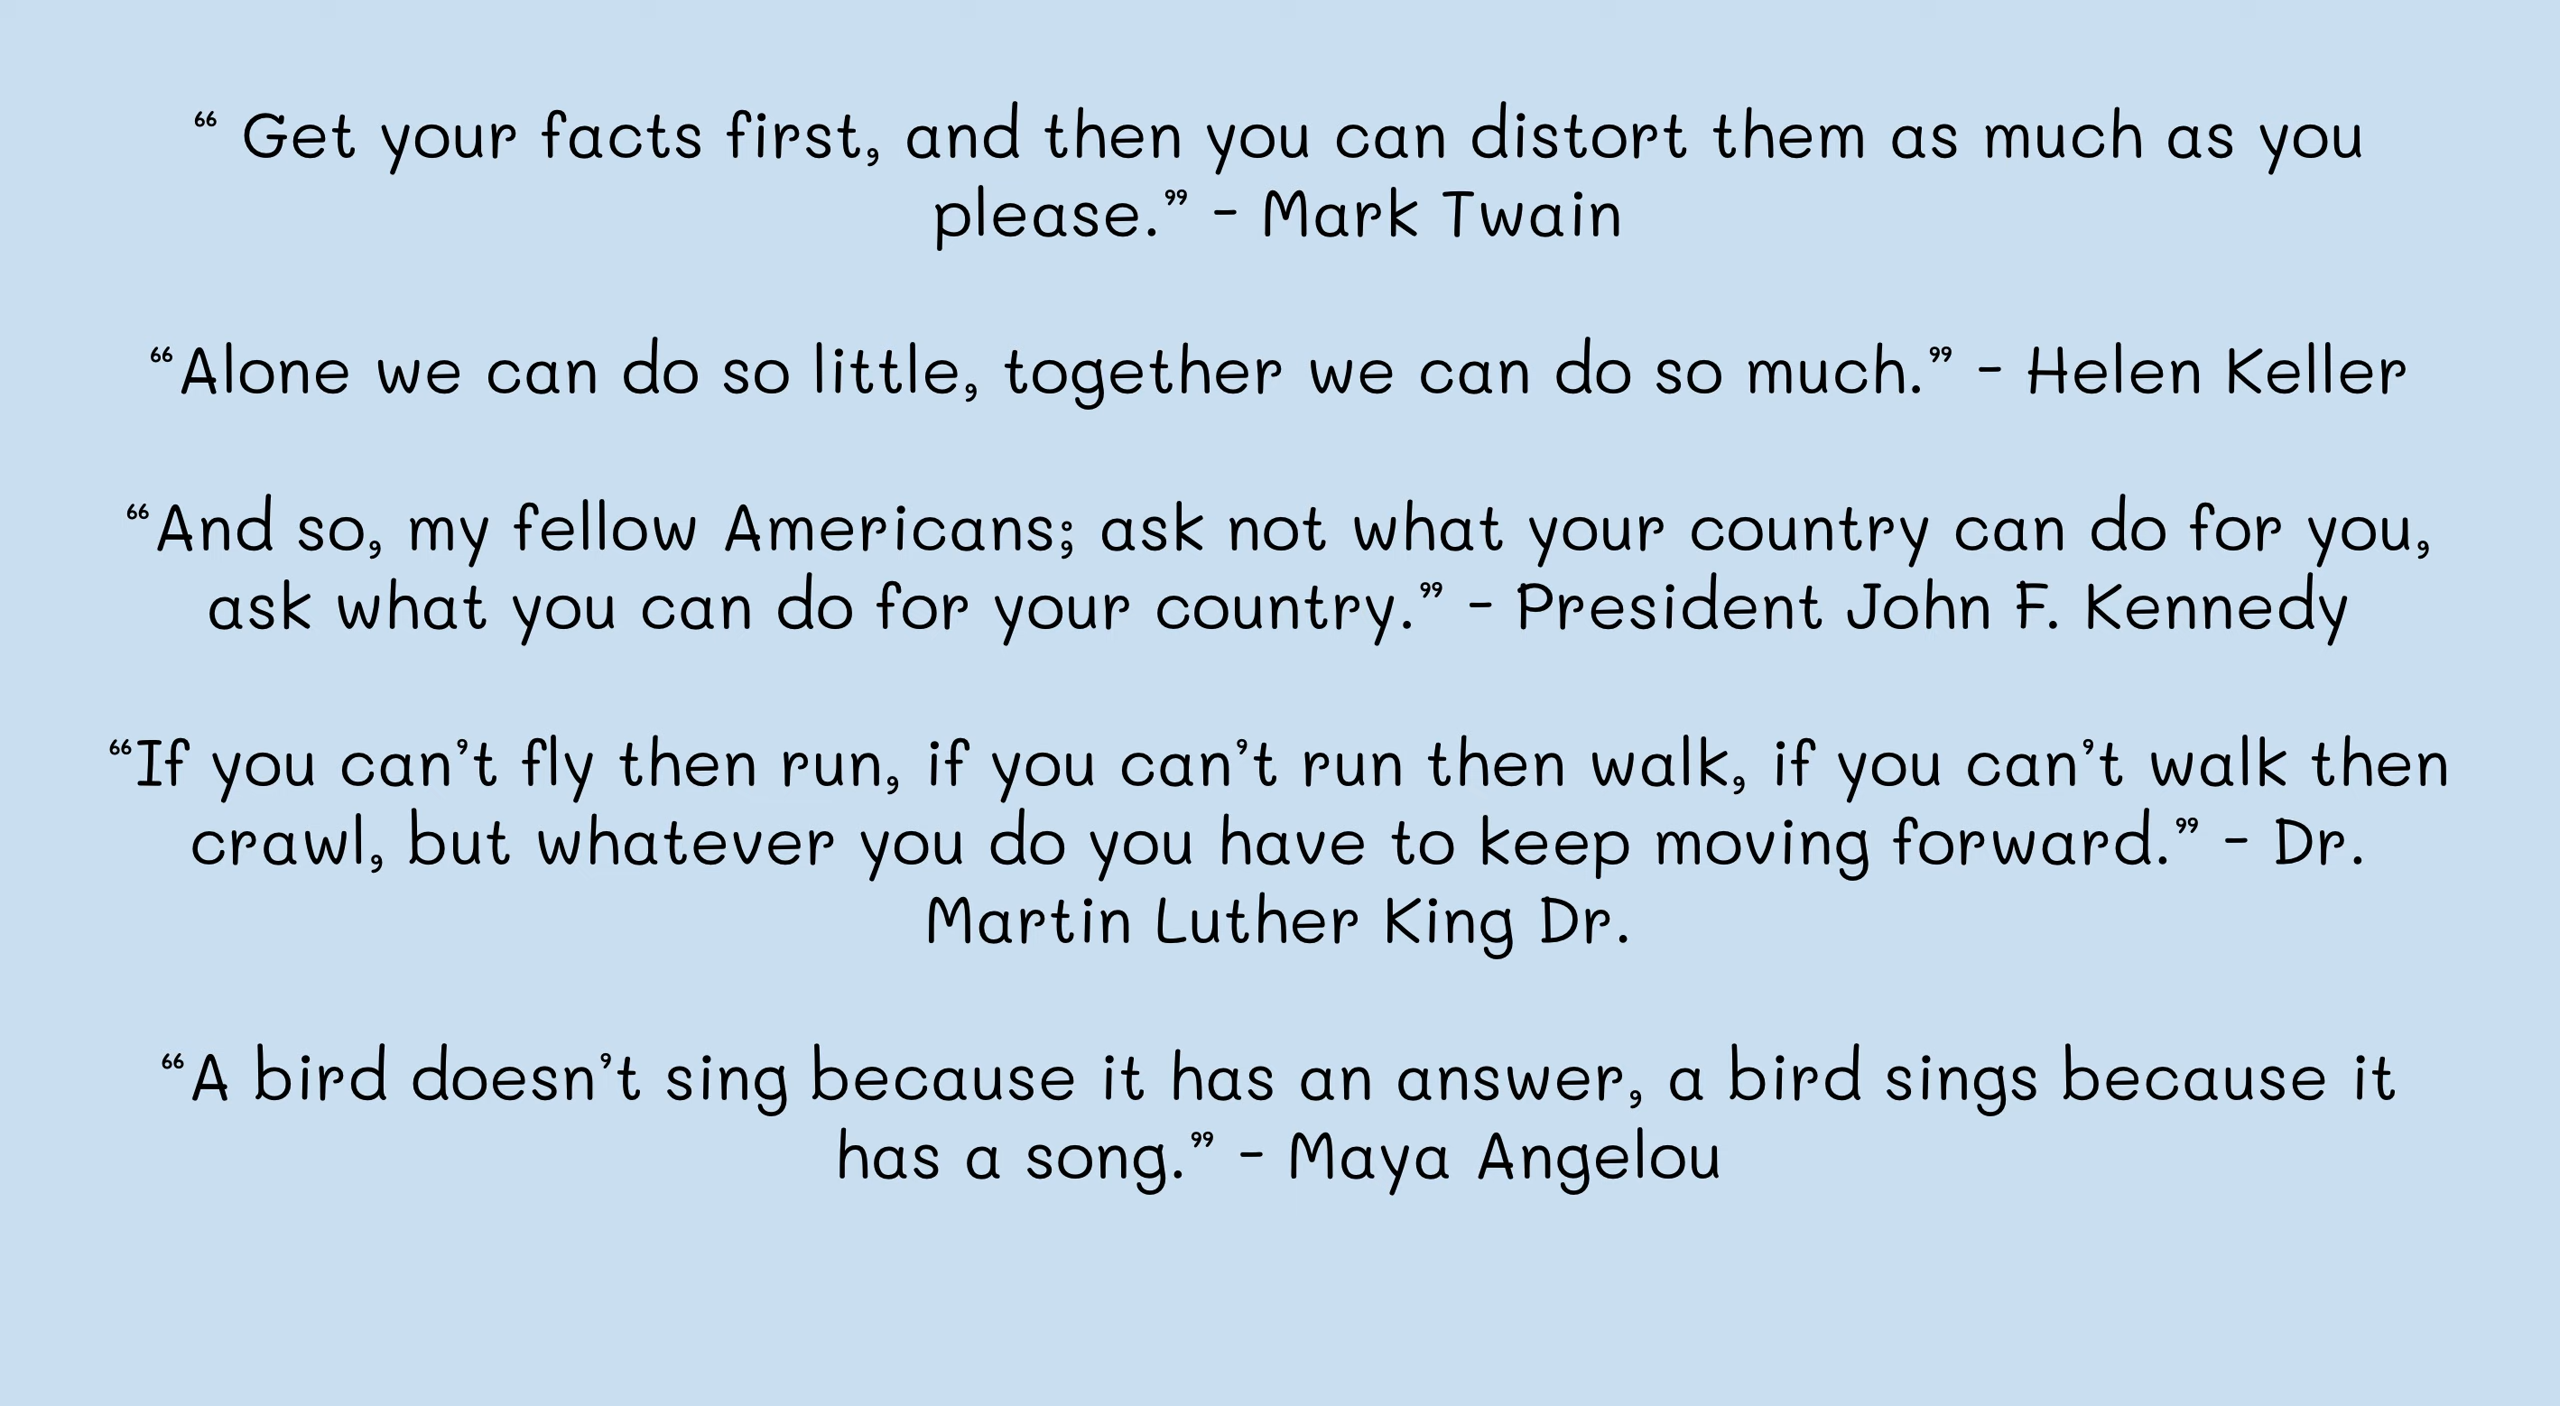 “ Get your facts first, and then you can distort them as much as you
please.” - Mark Twain
“Alone we can do so little, together we can do so much.” - Helen Keller
“And so, my fellow Americans; ask not what your country can do for you,
ask what you can do for your country.” - President John F. Kennedy
“If you can’t fly then run, if you can’t run then walk, if you can’t walk then
crawl, but whatever you do you have to keep moving forward.” - Dr.
Martin Luther King Dr.
“A bird doesn’t sing because it has an answer, a bird sings because it
has a song.” - Maya Angelou